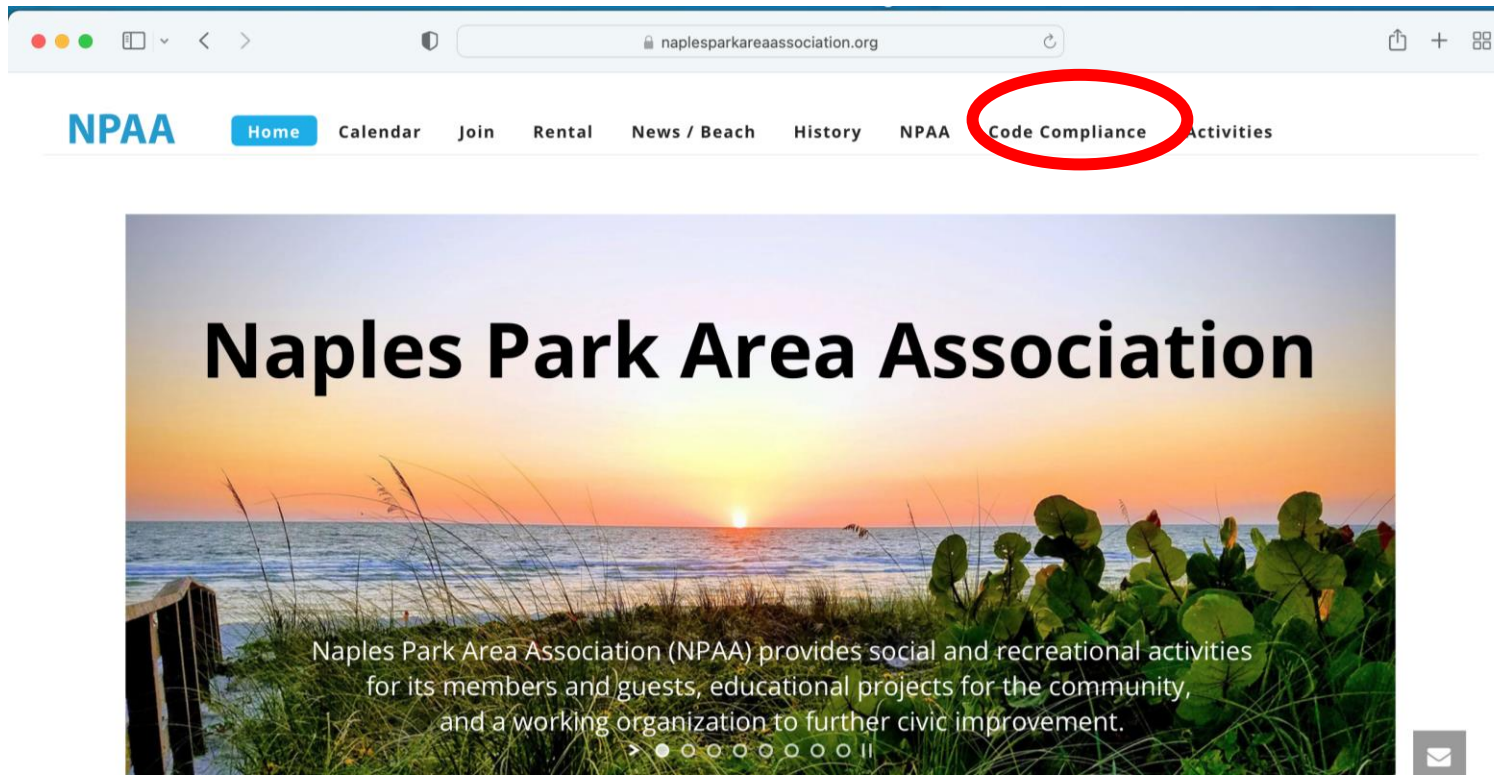 naplesparkareaassociation.org
NPAA Home Calendar Join Rental News / Beach History NPAA Code Compliance Activities
Naples Park Area Association
Naples Park Area Association (NPAA) provides social and recreational activities
for its members and guests, educational projects for the community,
and a working organization to further civic improvement.